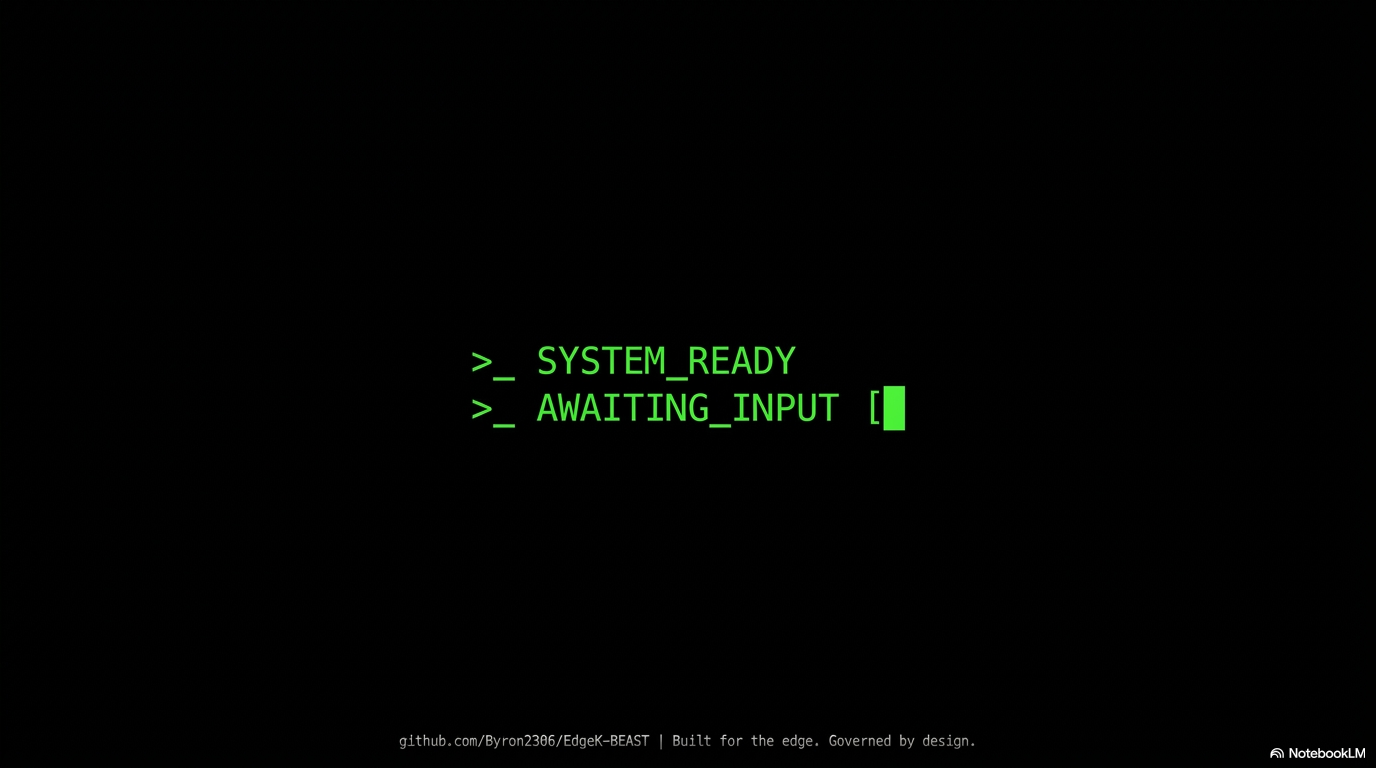 >_ SYSTEM_READY
>_ AWAITING_INPUT [█
github.com/Byron2306/EdgeK-BEAST | Built for the edge. Governed by design.
NotebookLM